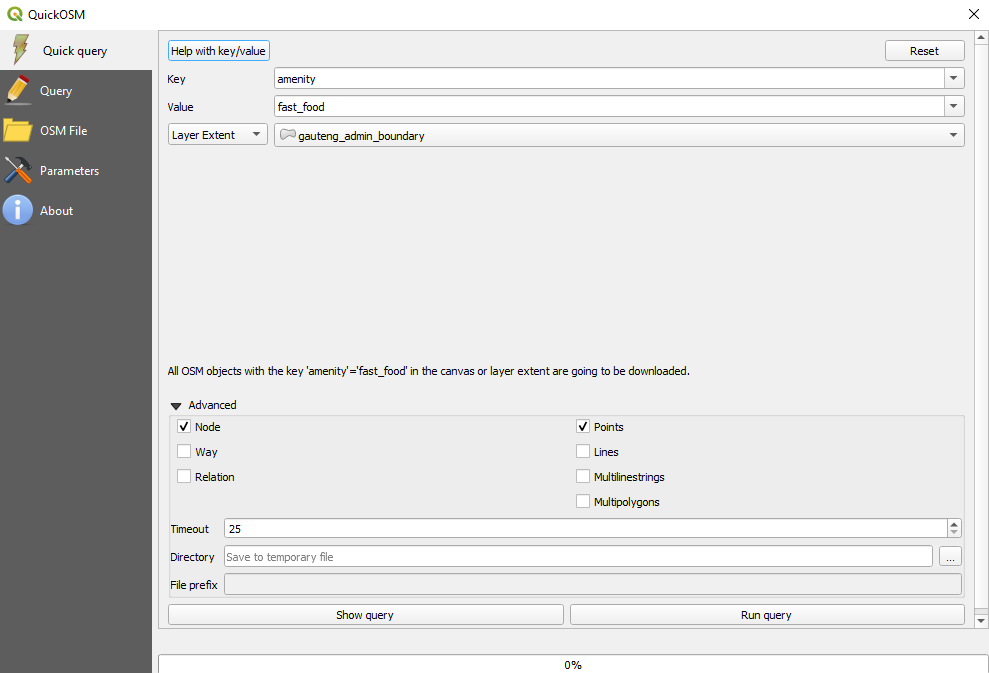 QuickOSM
Quick query
Query
OSM File
Parameters
About
Help with key/value
Reset
Key
amenity
Value
fast_food
Layer Extent
gauteng_admin_boundary
All OSM objects with the key 'amenity'='fast_food' in the canvas or layer extent are going to be downloaded.
Advanced
Node
Points
Way
Lines
Relation
Multilinestrings
Multipolygons
Timeout
25
Directory
Save to temporary file
...
File prefix
Show query
Run query
0%